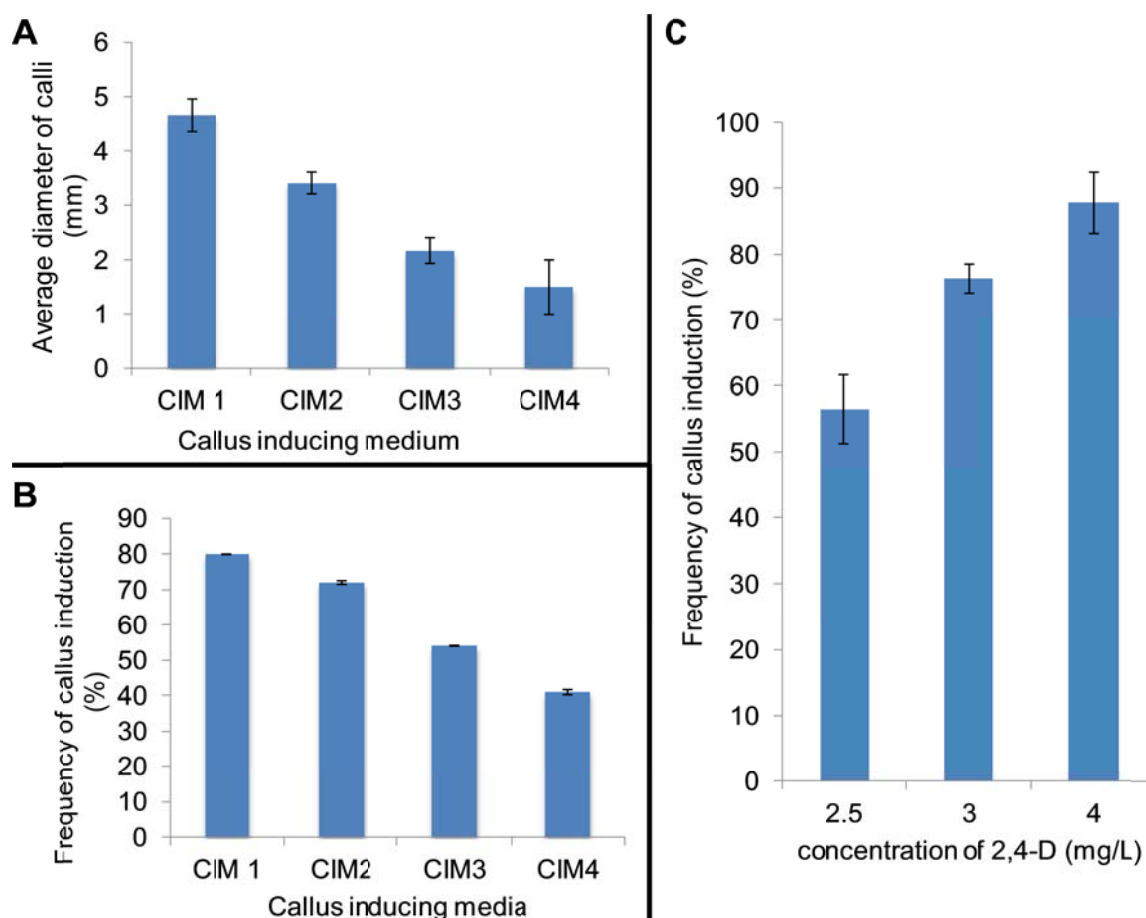 A
6
5
4
3
2
1
0
Average diameter of calli
(mm)
CIM 1 CIM2 CIM3 CIM4
Callus inducing medium
B
90
80
70
60
50
40
30
20
10
0
Frequency of callus induction
(%)
CIM 1 CIM2 CIM3 CIM4
Callus inducing media
C
100
90
80
70
60
50
40
30
20
10
0
Frequency of callus induction (%)
2.5 3 4
concentration of 2,4-D (mg/L)